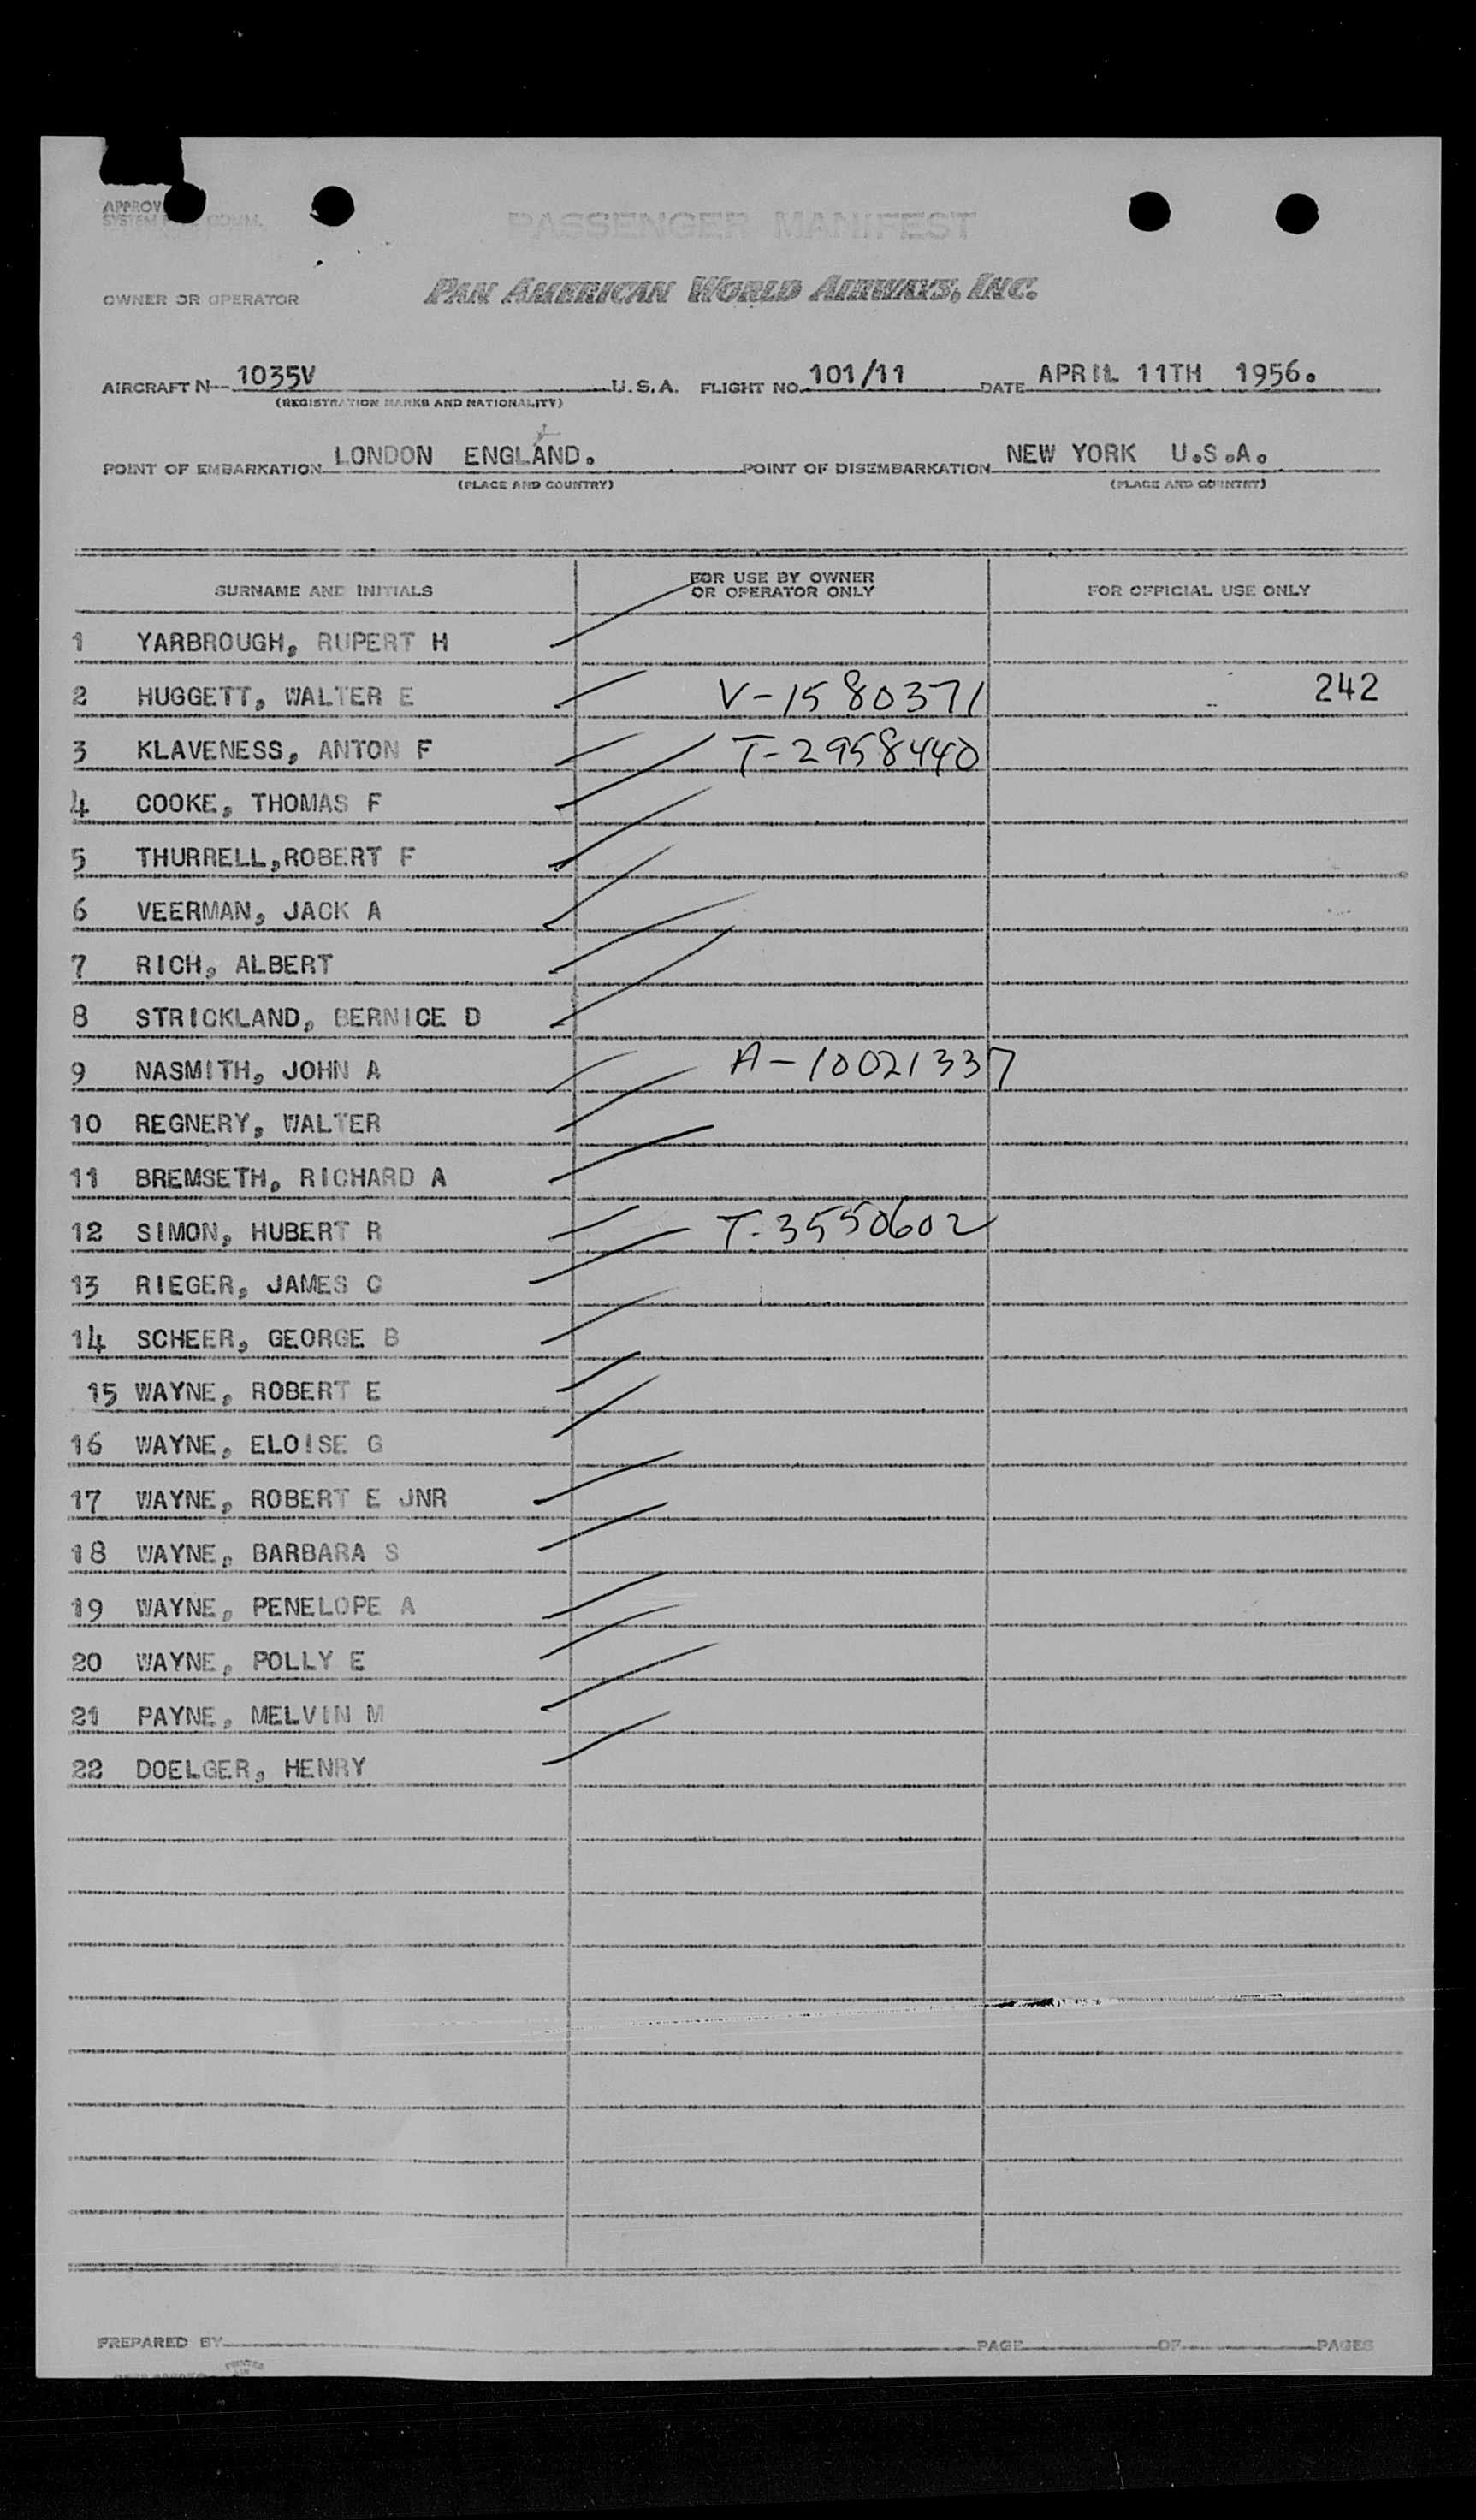 PASSENGER MANIFEST
OWNER OR OPERATOR PAN AMERICAN WORLD AIRWAYS, INC.
AIRCRAFT N- 1035V U.S.A. FLIGHT NO. 101/11 DATE APRIL 11TH 1956.
(REGISTRATION MARKS AND NATIONALITY)
POINT OF EMBARKATION LONDON ENGLAND. POINT OF DISEMBARKATION NEW YORK U.S.A.
(PLACE AND COUNTRY) (PLACE AND COUNTRY)
SURNAME AND INITIALS FOR USE BY OWNER OR OPERATOR ONLY FOR OFFICIAL USE ONLY
1 YARBROUGH, RUPERT H
2 HUGGETT, WALTER E V-1580371 242
3 KLAVENESS, ANTON F T-2958440
4 COOKE, THOMAS F
5 THURRELL,ROBERT F
6 VEERMAN, JACK A
7 RICH, ALBERT
8 STRICKLAND, BERNICE D
9 NASMITH, JOHN A A-10021337
10 REGNERY, WALTER
11 BREMSETH, RICHARD A
12 SIMON, HUBERT R T-3550602
13 RIEGER, JAMES C
14 SCHEER, GEORGE B
15 WAYNE, ROBERT E
16 WAYNE, ELOISE G
17 WAYNE, ROBERT E JNR
18 WAYNE, BARBARA S
19 WAYNE, PENELOPE A
20 WAYNE, POLLY E
21 PAYNE, MELVIN M
22 DOELGER, HENRY
PREPARED BY PAGE OF PAGES